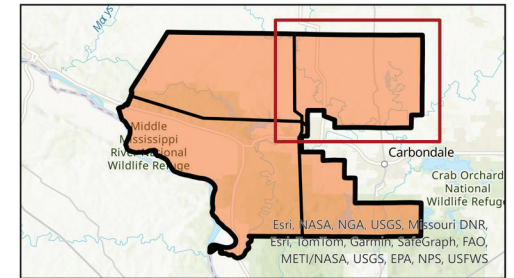 Marys
Middle
Mississippi
River National
Wildlife Refuge
Carbondale
Crab Orchard
National
Wildlife Refuge
Esri, NASA, NGA, USGS, Missouri DNR,
Esri, TomTom, Garmin, SafeGraph, FAO,
METI/NASA, USGS, EPA, NPS, USFWS